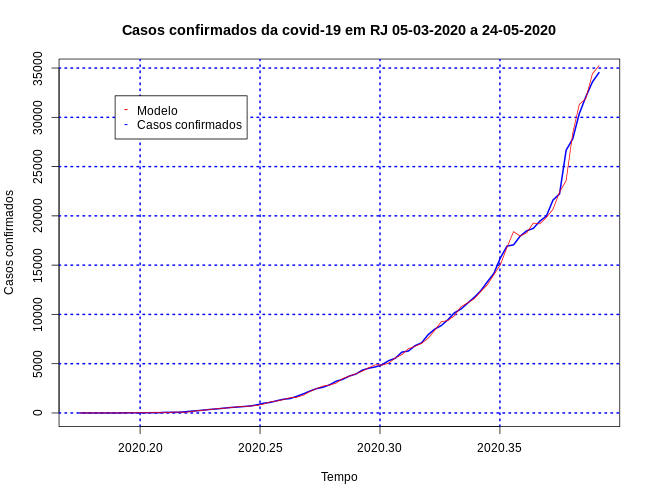 Casos confirmados da covid-19 em RJ 05-03-2020 a 24-05-2020
35000
30000
25000
20000
15000
10000
5000
0
Casos confirmados
- Modelo
- Casos confirmados
2020.20 2020.25 2020.30 2020.35
Tempo